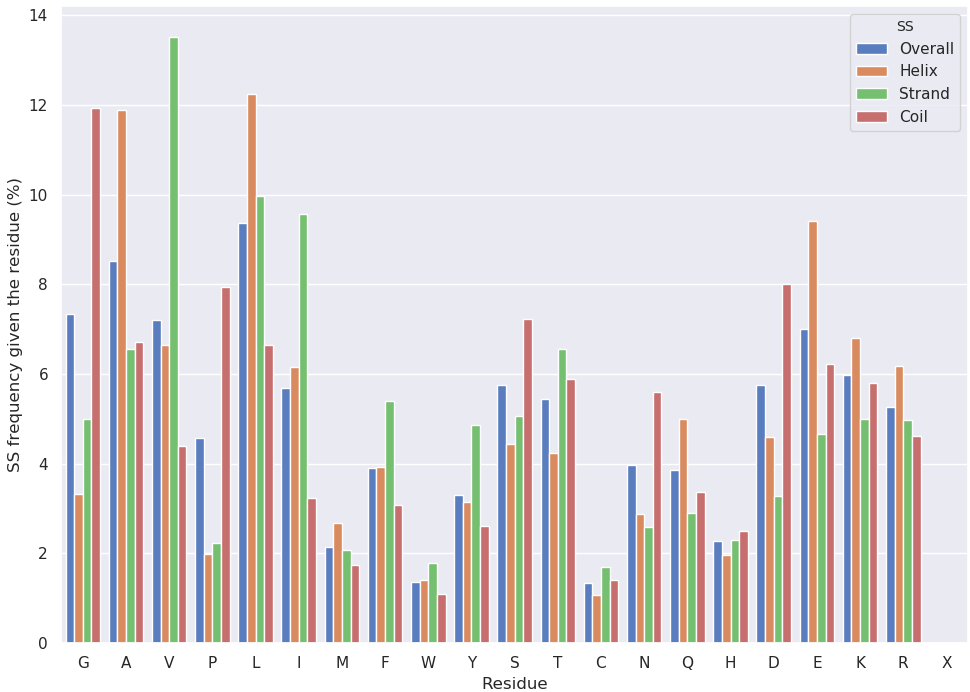 SS
Overall
Helix
Strand
Coil
SS frequency given the residue (%)
14
12
10
8
6
4
2
0
G A V P L I M F W Y S T C N Q H D E K R X
Residue